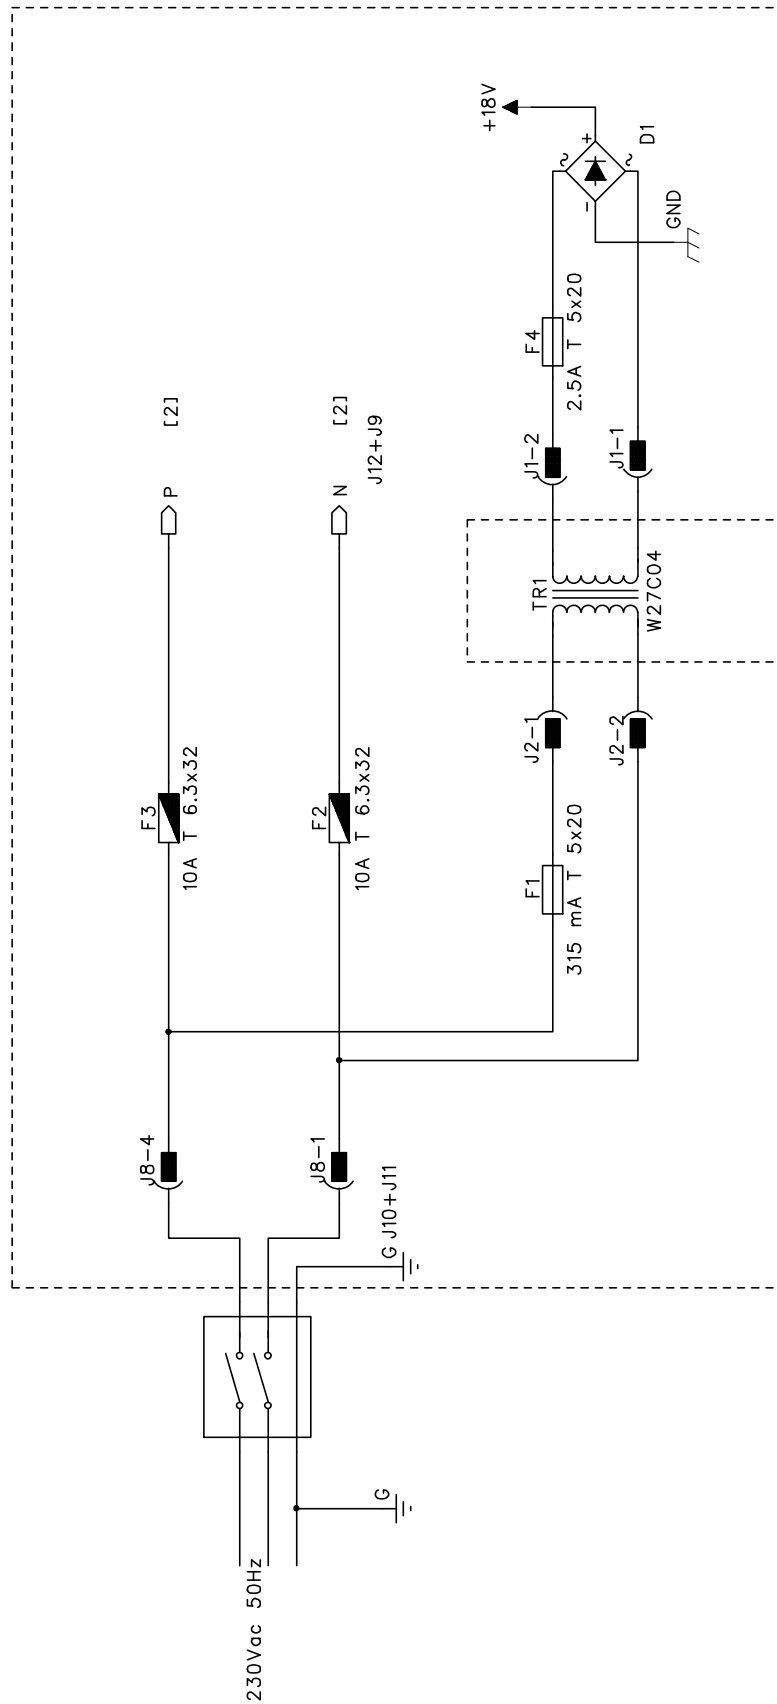 230Vac 50Hz
G
G J10+J11
J8-4
J8-1
F3
10A T 6.3x32
F2
10A T 6.3x32
P [2]
N [2]
J12+J9
F1
315 mA T 5x20
J2-1
J2-2
TR1
W27C04
J1-2
J1-1
F4
2.5A T 5x20
+18V
+
~
~
-
D1
GND